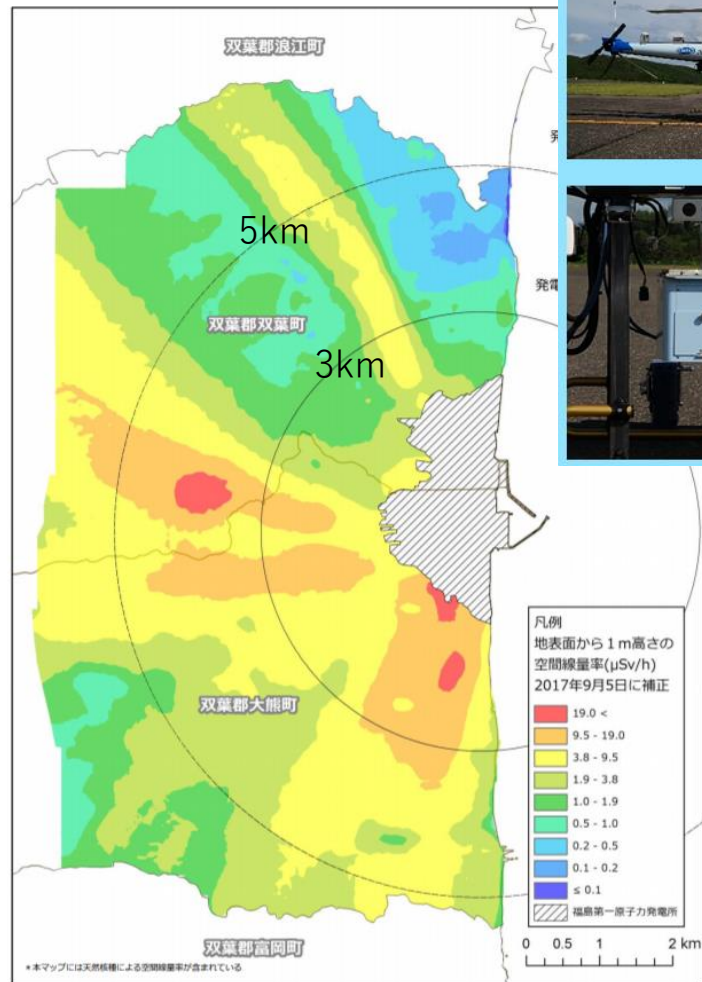 双葉郡浪江町
発
発電
5km
双葉郡双葉町
3km
双葉郡大熊町
双葉郡富岡町
凡例
地表面から1m高さの
空間線量率(μSv/h)
2017年9月5日に補正
19.0 <
9.5 - 19.0
3.8 - 9.5
1.9 - 3.8
1.0 - 1.9
0.5 - 1.0
0.2 - 0.5
0.1 - 0.2
≤ 0.1
福島第一原子力発電所
0 0.5 1 2 km
*本マップには天然核種による空間線量率が含まれている